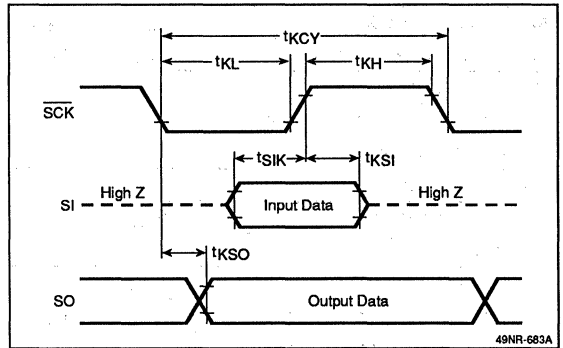 tKCY
tKL
tKH
SCK
tSIK
tKSI
High Z
High Z
SI
Input Data
tKSO
SO
Output Data
49NR-683A